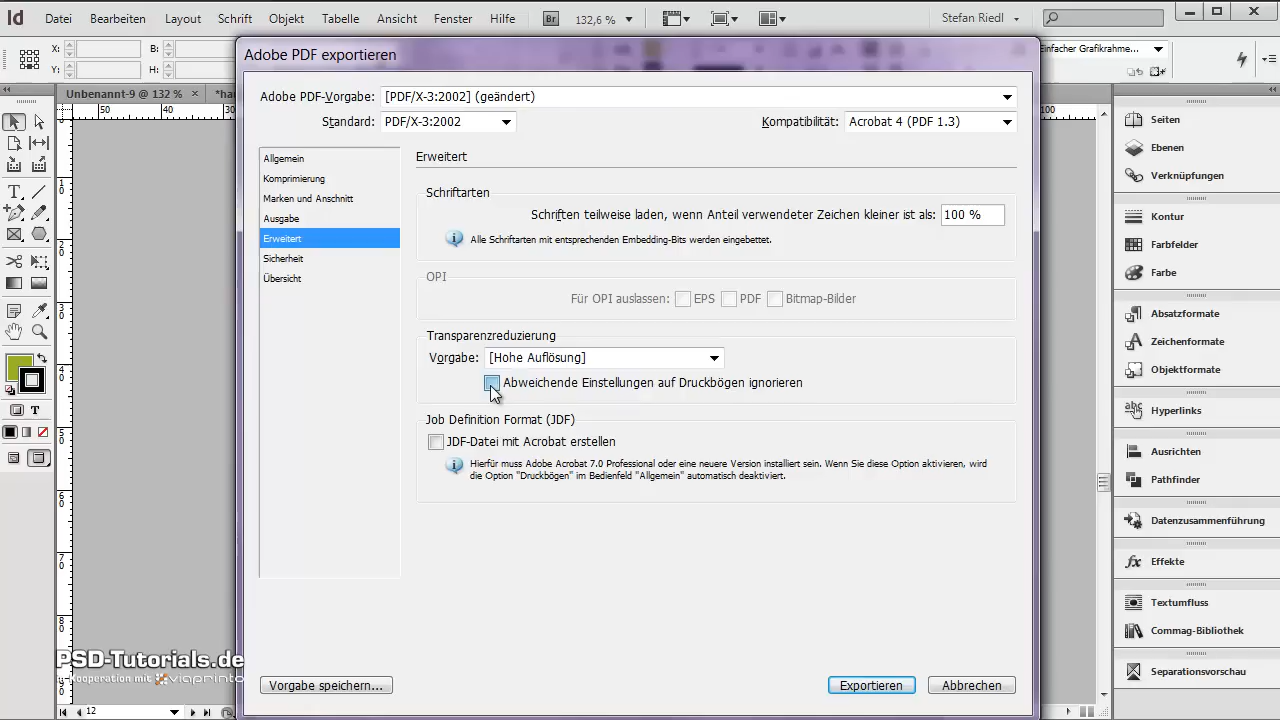 Id Datei Bearbeiten Layout Schrift Objekt Tabelle Ansicht Fenster Hilfe Br 132,6 % Stefan Riedl
X: B: Einfacher Grafikrahme...
Y: H:
Adobe PDF exportieren
Unbenannt-9 @ 132 % ×
Adobe PDF-Vorgabe: [PDF/X-3:2002] (geändert)
Standard: PDF/X-3:2002 Kompatibilität: Acrobat 4 (PDF 1.3)
Allgemein
Komprimierung
Marken und Anschnitt
Ausgabe
Erweitert
Sicherheit
Übersicht
Erweitert
Schriftarten
Schriften teilweise laden, wenn Anteil verwendeter Zeichen kleiner ist als: 100 %
Alle Schriftarten mit entsprechenden Embedding-Bits werden eingebettet.
OPI
Für OPI auslassen: EPS PDF Bitmap-Bilder
Transparenzreduzierung
Vorgabe: [Hohe Auflösung]
Abweichende Einstellungen auf Druckbögen ignorieren
Job Definition Format (JDF)
JDF-Datei mit Acrobat erstellen
Hierfür muss Adobe Acrobat 7.0 Professional oder eine neuere Version installiert sein. Wenn Sie diese Option aktivieren, wird
die Option "Druckbögen" im Bedienfeld "Allgemein" automatisch deaktiviert.
Vorgabe speichern... Exportieren Abbrechen
Seiten
Ebenen
Verknüpfungen
Kontur
Farbfelder
Farbe
Absatzformate
Zeichenformate
Objektformate
Hyperlinks
Ausrichten
Pathfinder
Datenzusammenführung
Effekte
Textumfluss
Commag-Bibliothek
Separationsvorschau
PSD-Tutorials.de
Kooperation mit viaprinto
12